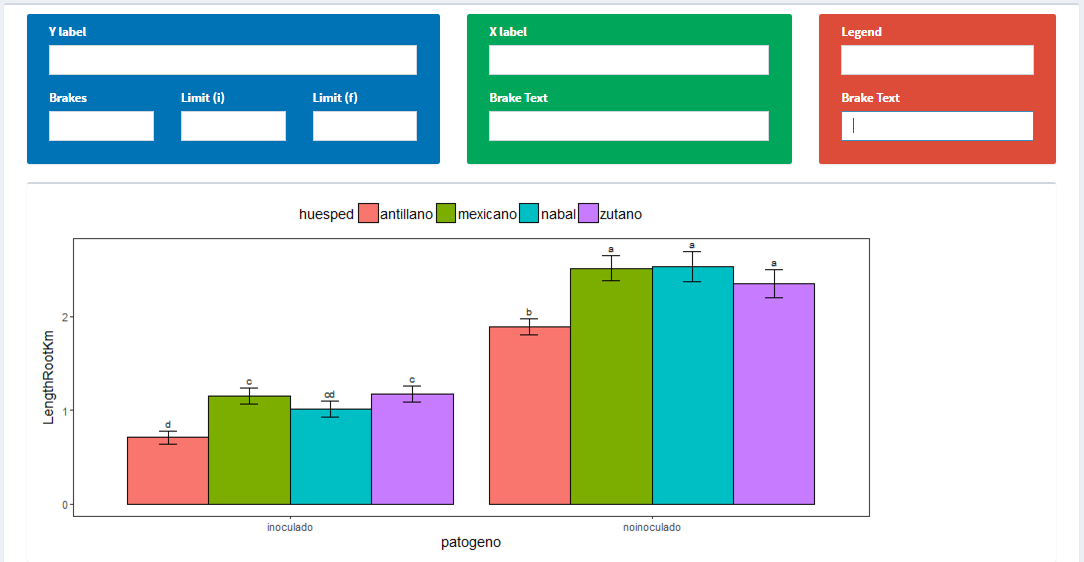 Y label
X label
Legend
Brakes
Limit (i)
Limit (f)
Brake Text
Brake Text
huesped antillano mexicano nabal zutano
LengthRootKm
2
1
0
d
c
cd
c
b
a
a
a
inoculado
noinoculado
patogeno